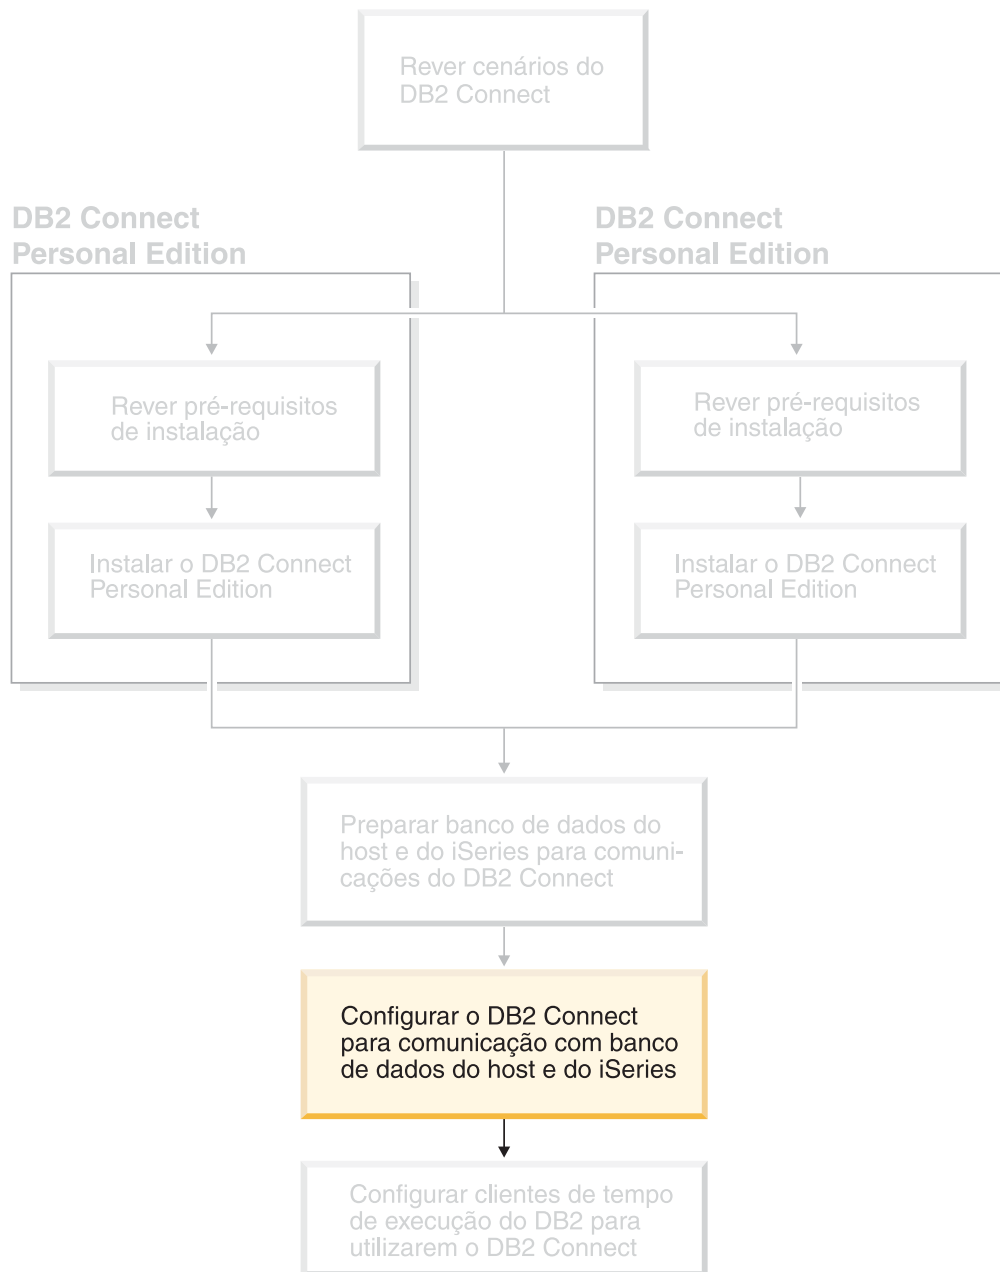 Rever cenários do
DB2 Connect
DB2 Connect
Personal Edition
DB2 Connect
Personal Edition
Rever pré-requisitos
de instalação
Rever pré-requisitos
de instalação
Instalar o DB2 Connect
Personal Edition
Instalar o DB2 Connect
Personal Edition
Preparar banco de dados do
host e do iSeries para comuni-
cações do DB2 Connect
Configurar o DB2 Connect
para comunicação com banco
de dados do host e do iSeries
Configurar clientes de tempo
de execução do DB2 para
utilizarem o DB2 Connect